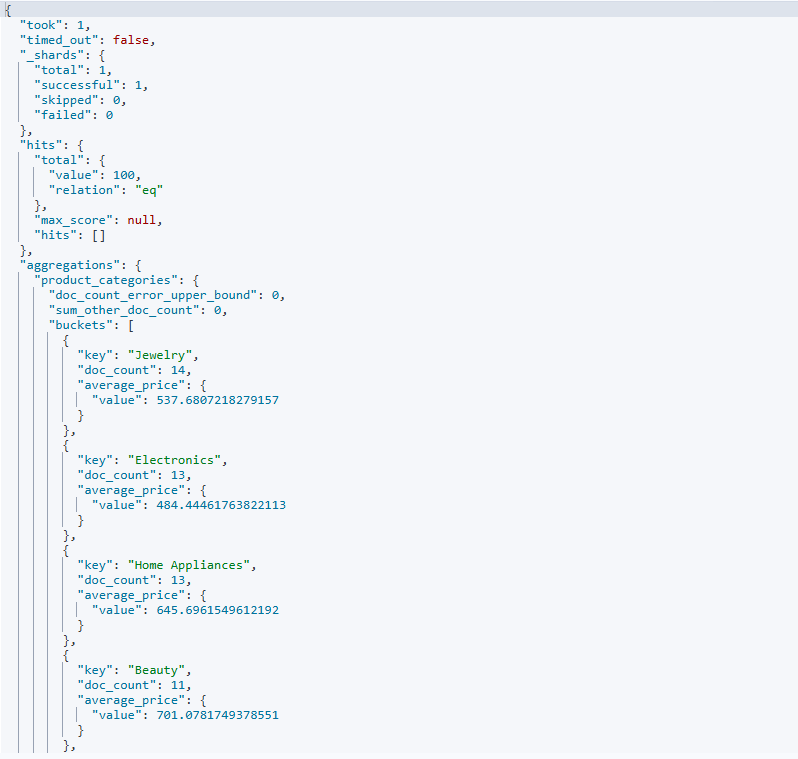 {
"took": 1,
"timed_out": false,
"_shards": {
"total": 1,
"successful": 1,
"skipped": 0,
"failed": 0
},
"hits": {
"total": {
"value": 100,
"relation": "eq"
},
"max_score": null,
"hits": []
},
"aggregations": {
"product_categories": {
"doc_count_error_upper_bound": 0,
"sum_other_doc_count": 0,
"buckets": [
{
"key": "Jewelry",
"doc_count": 14,
"average_price": {
"value": 537.6807218279157
}
},
{
"key": "Electronics",
"doc_count": 13,
"average_price": {
"value": 484.44461763822113
}
},
{
"key": "Home Appliances",
"doc_count": 13,
"average_price": {
"value": 645.6961549612192
}
},
{
"key": "Beauty",
"doc_count": 11,
"average_price": {
"value": 701.0781749378551
}
},